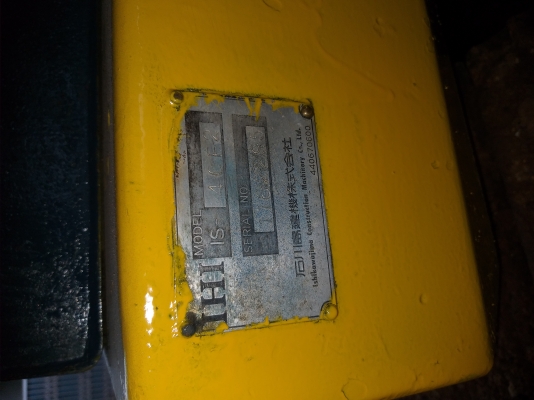 IHI
MODEL
IS-
SERIAL NO.
石川島建機株式会社
Ishikawajima Construction Machinery Co., Ltd.
440670600